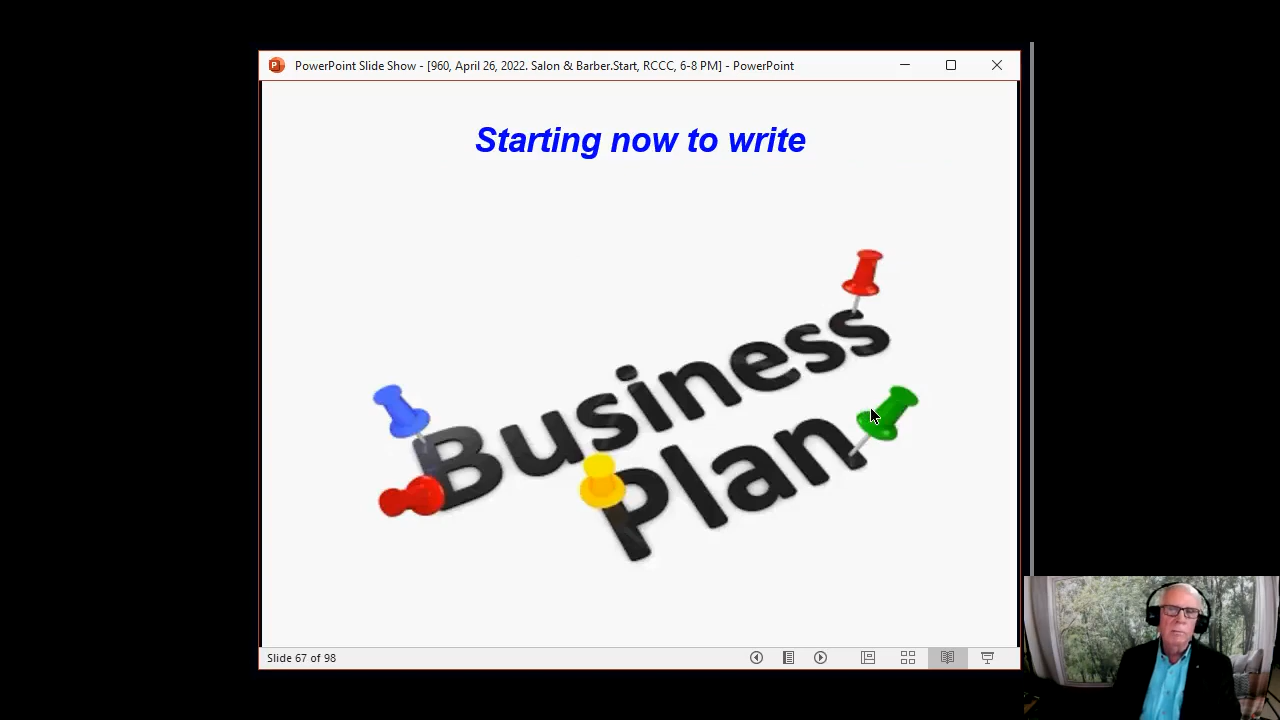 PowerPoint Slide Show - [960, April 26, 2022. Salon & Barber.Start, RCCC, 6-8 PM] - PowerPoint
Starting now to write
Business
Plan
Slide 67 of 98